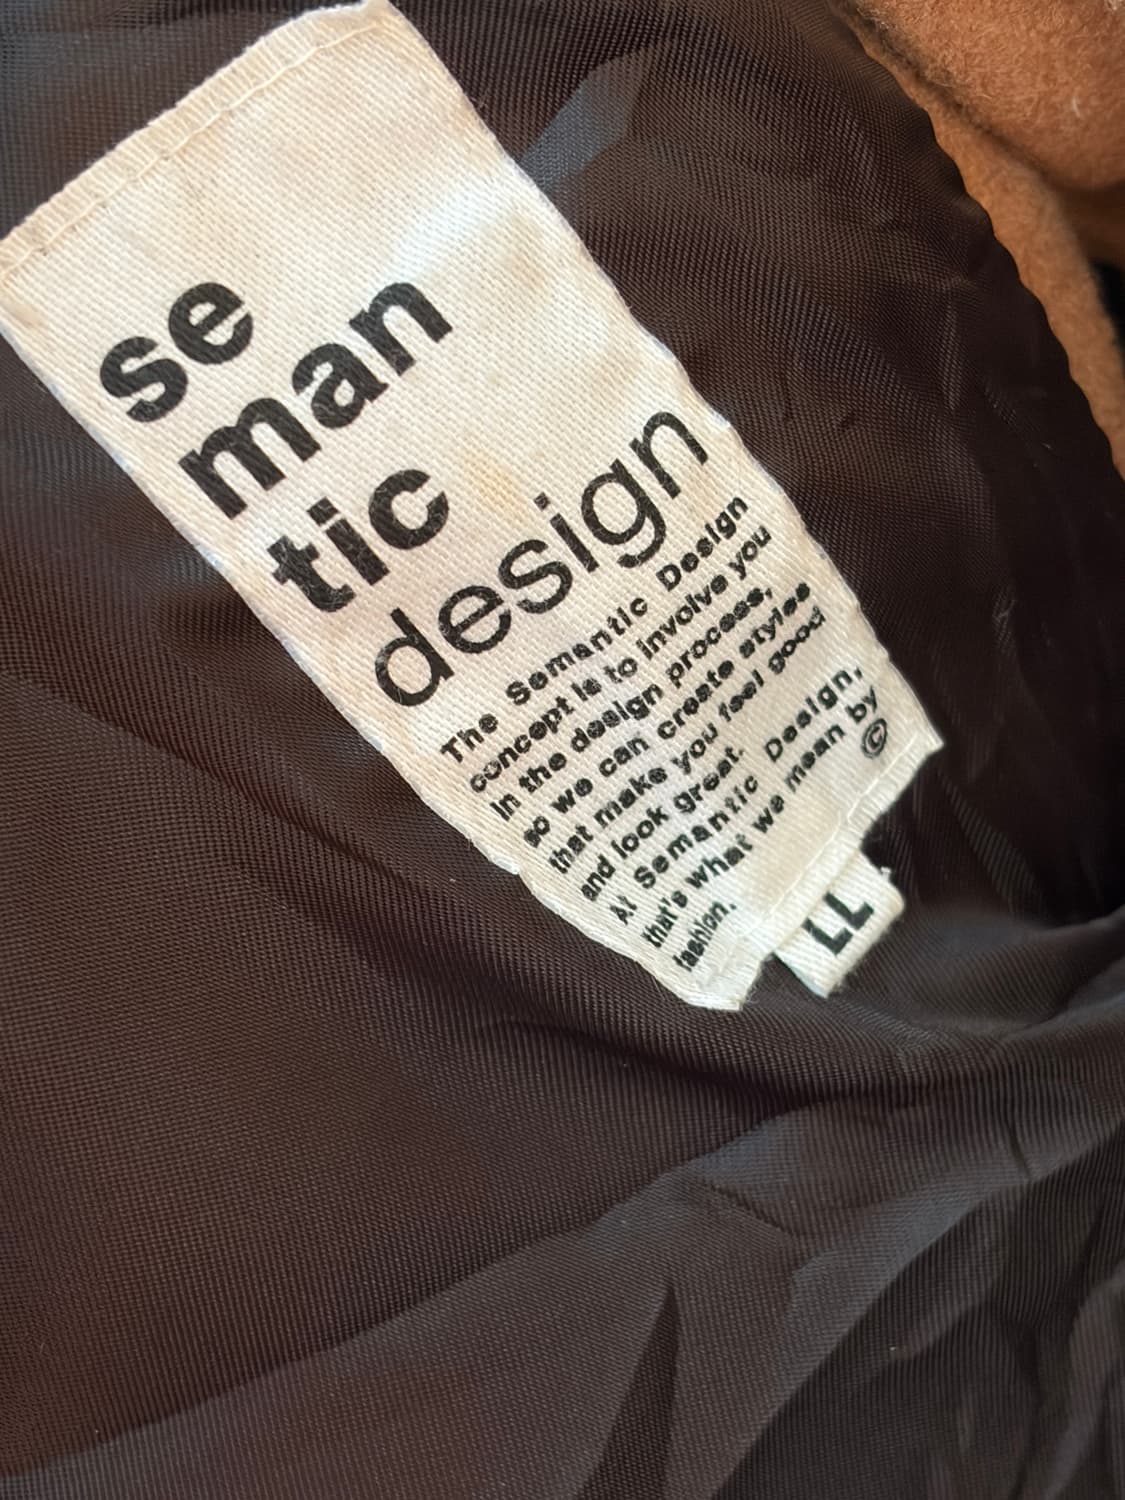 se
man
tic
design
The Semantic Design
concept is to involve you
in the design process,
so we can create styles
that make you feel good
and look great.
At Semantic Design,
that's what we mean by
fashion. ©
LL